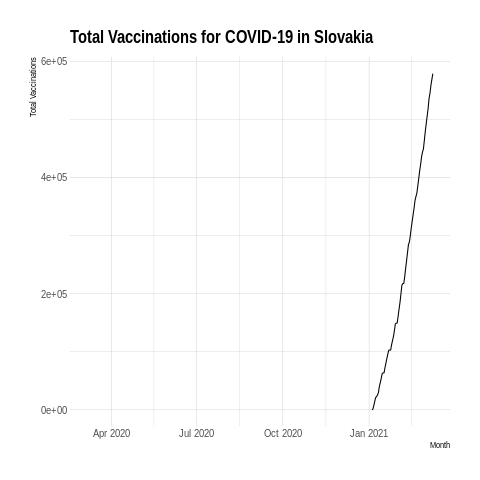 Total Vaccinations for COVID-19 in Slovakia
Total Vaccinations
6e+05
4e+05
2e+05
0e+00
Apr 2020
Jul 2020
Oct 2020
Jan 2021
Month